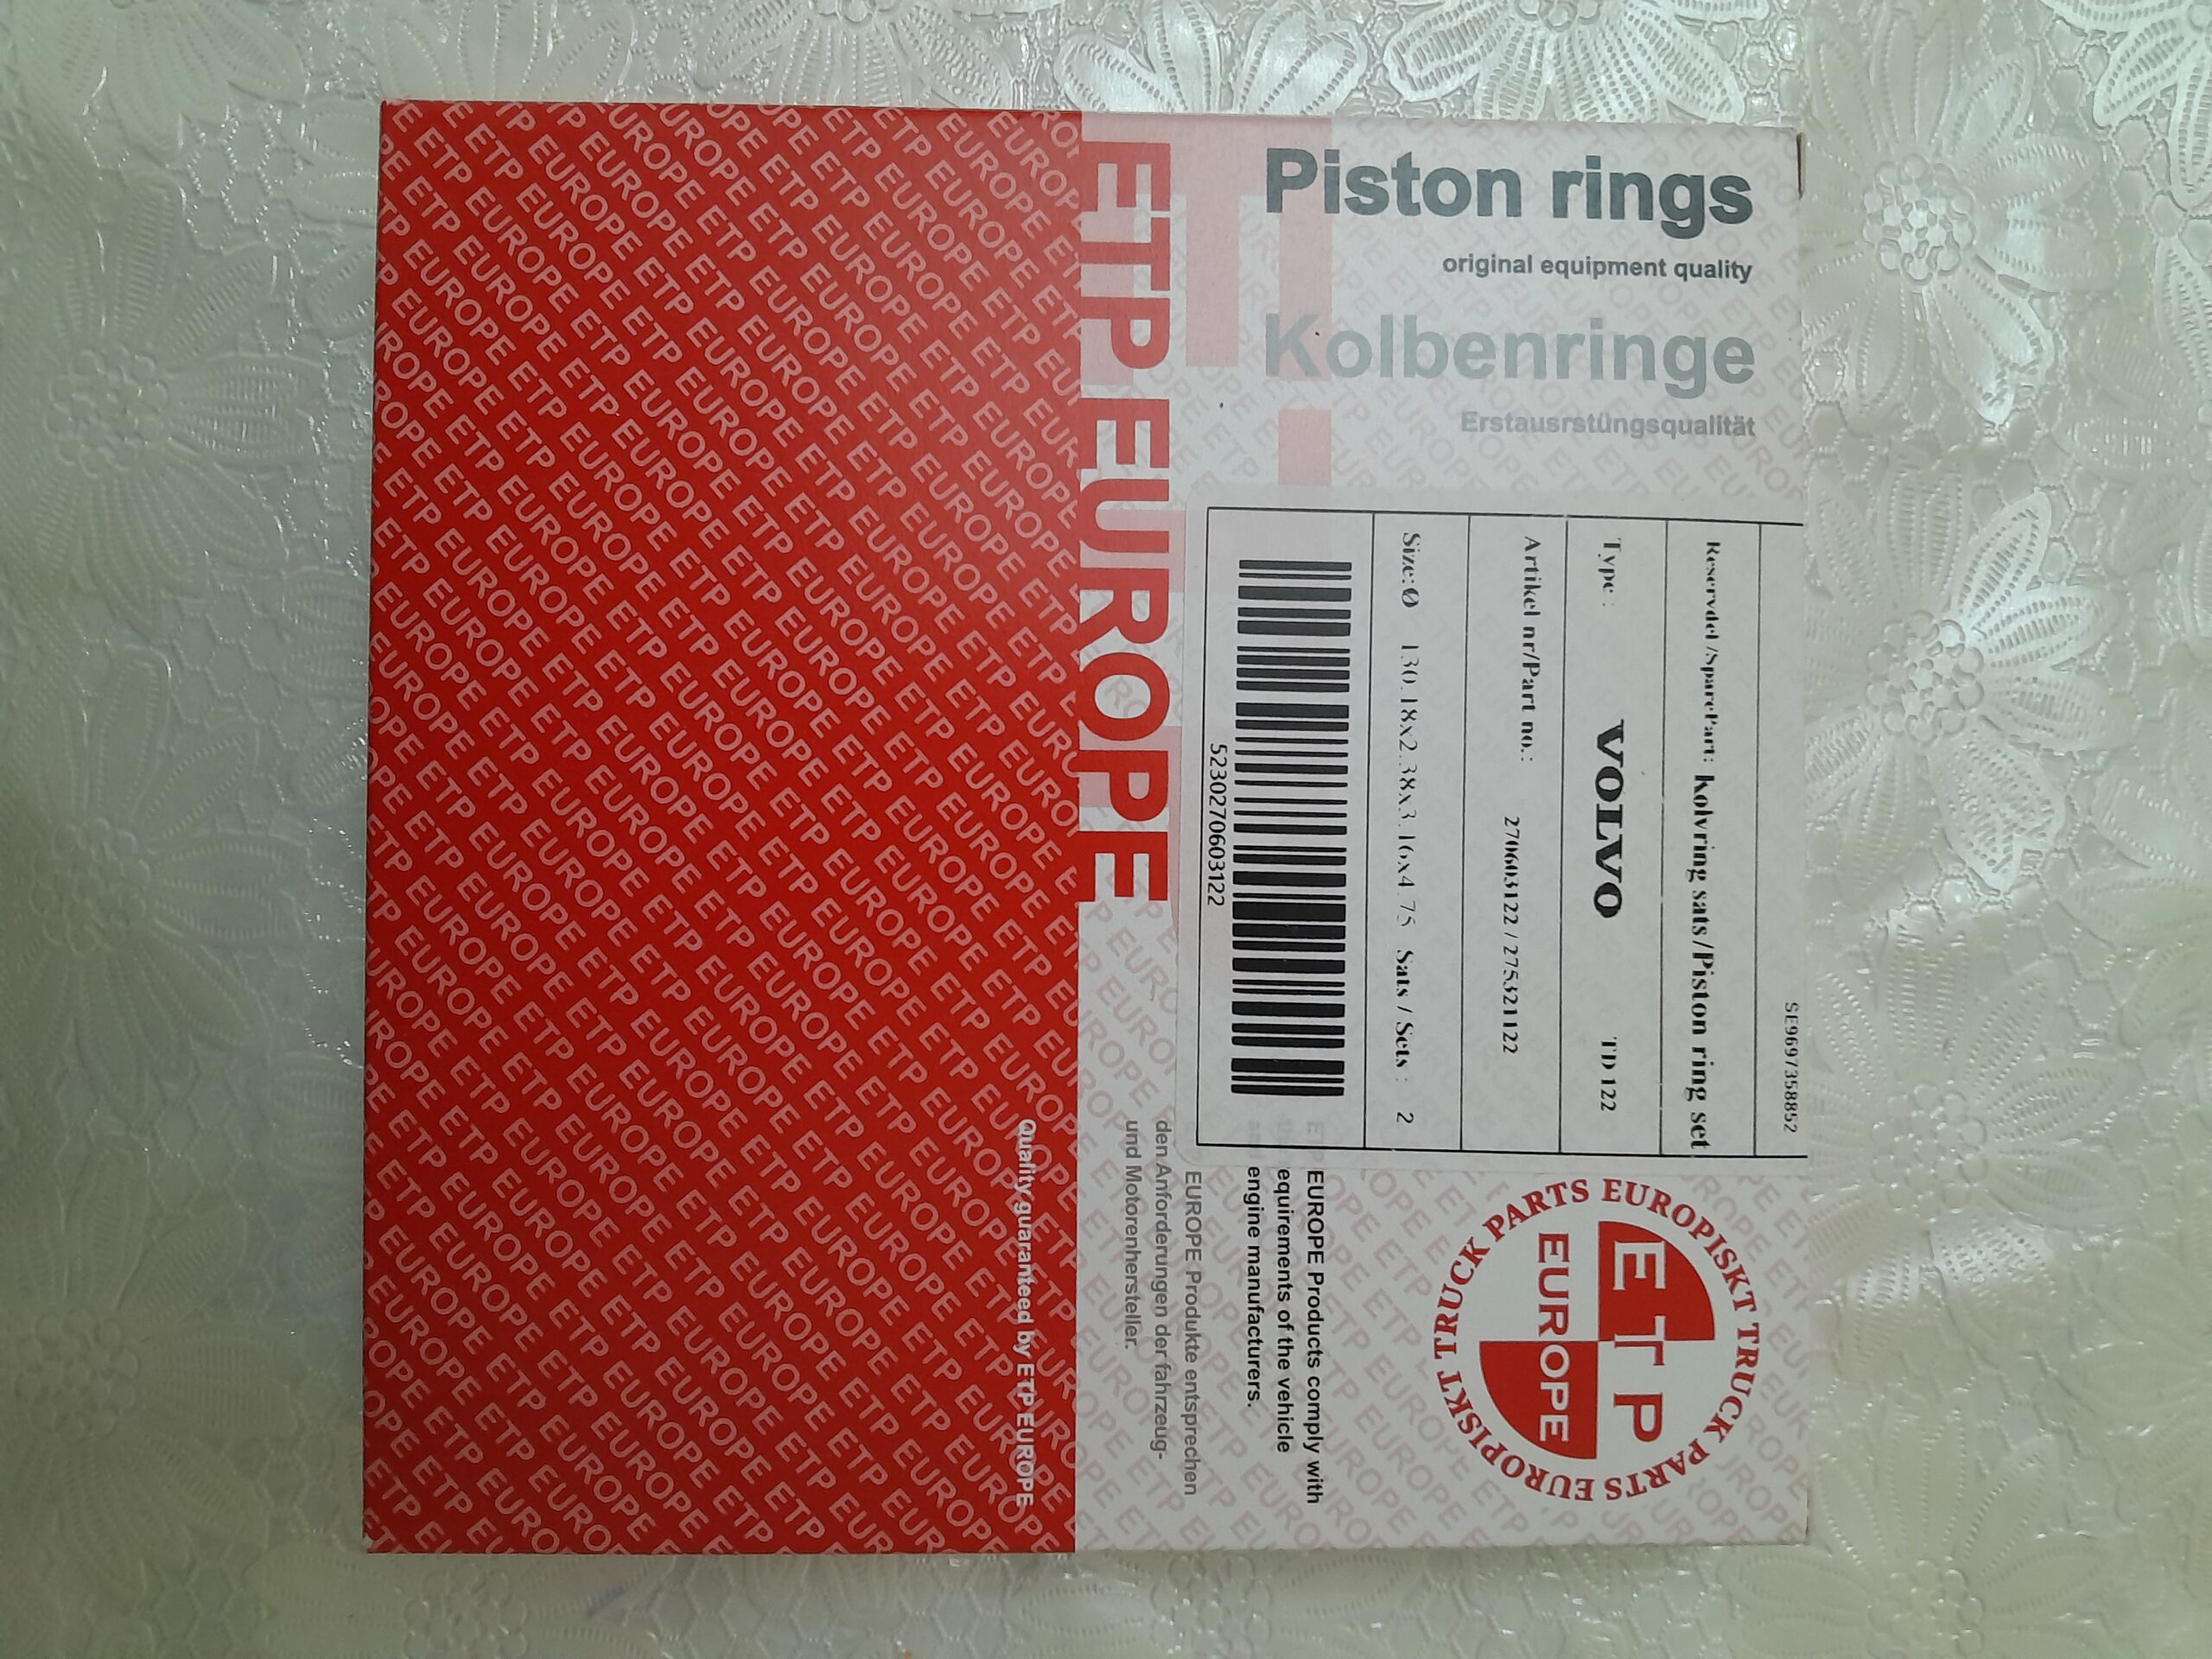 Piston rings
original equipment quality
Kolbenringe
Erstausrstüngsqualität
ETP EUROPE
SE969735885​2
Reservdel /SparePart: Kolvring sats/Piston ring set
Type : VOLVO TD 122
Artikel nr/Part no.: 270603122 / 275321122
Size:Ø 130.18x2.38x3.16x4.75 Sats / Sets : 2
5230270603122
EUROPISKT TRUCK PARTS EUROPISKT TRUCK PARTS
ETP
EUROPE
EUROPE Products comply with
equirements of the vehicle
engine manufacturers.
EUROPE Produkte entsprechen
den Anforderungen der fahrzeug-
und Motorenhersteller.
Quality guaranteed by ETP EUROPE